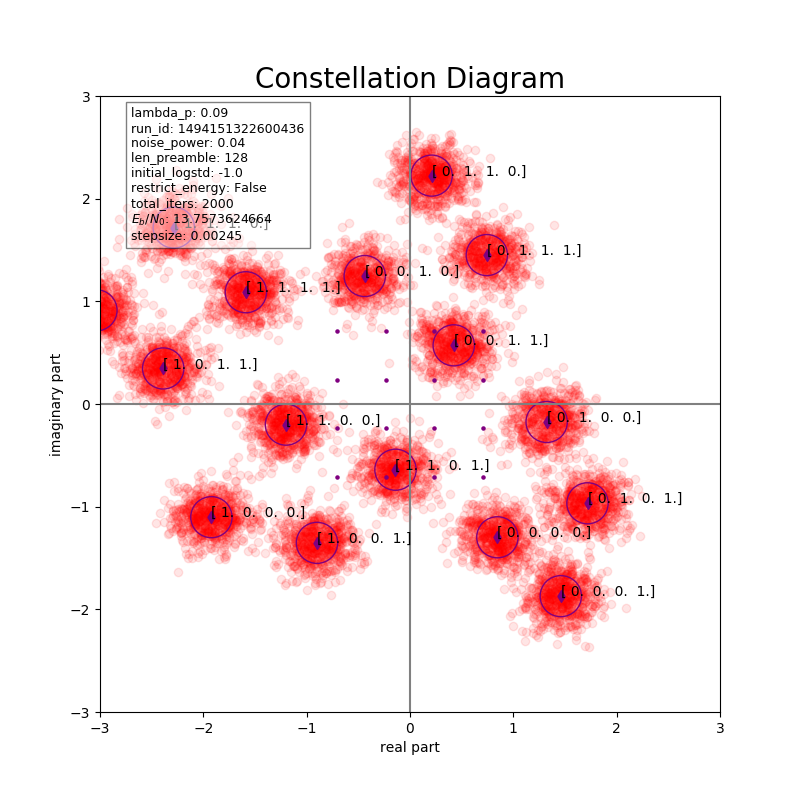 Constellation Diagram
3
lambda_p: 0.09
run_id: 1494151322600436
noise_power: 0.04
len_preamble: 128
initial_logstd: -1.0
restrict_energy: False
total_iters: 2000
E_b/N_0: 13.7573624664
stepsize: 0.00245
[ 0. 1. 1. 0.]
2
1. 1. 0.]
[ 0. 1. 1. 1.]
[ 0. 0. 1. 0.]
[ 1. 1. 1. 1.]
1
[ 0. 0. 1. 1.]
[ 1. 0. 1. 1.]
0
[ 0. 1. 0. 0.]
[ 1. 1. 0. 0.]
[ 1. 1. 0. 1.]
imaginary part
[ 0. 1. 0. 1.]
−1
[ 1. 0. 0. 0.]
[ 0. 0. 0. 0.]
[ 1. 0. 0. 1.]
[ 0. 0. 0. 1.]
−2
−3
−3 −2 −1 0 1 2 3
real part